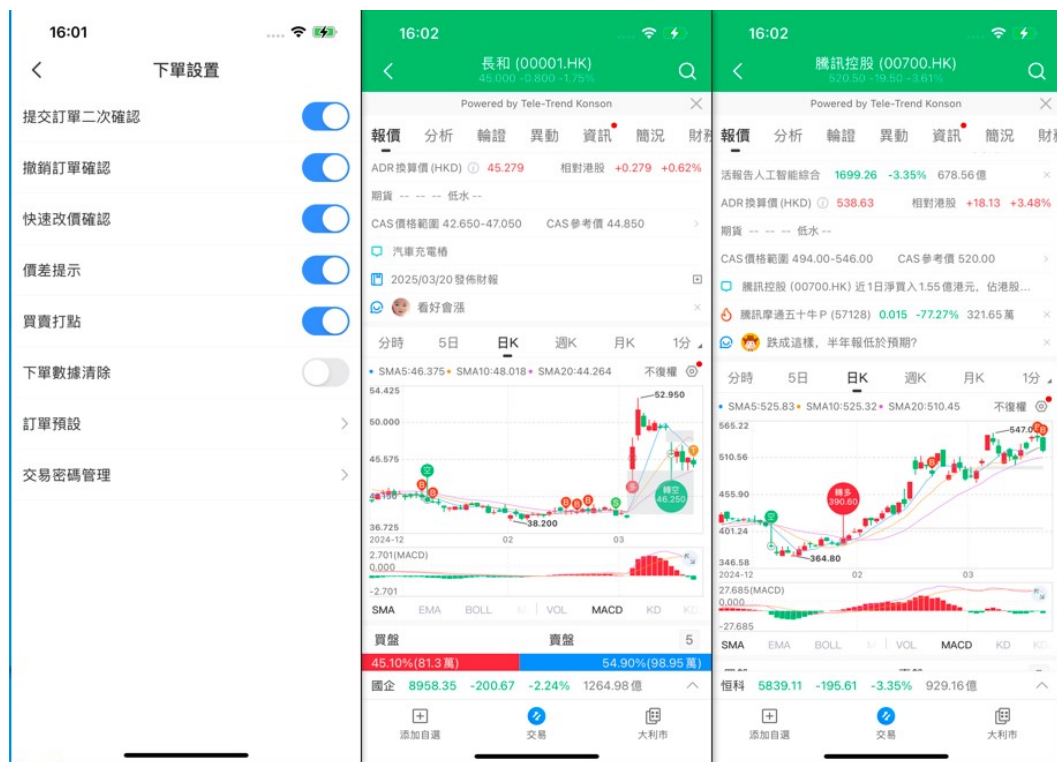 16:01
下單設置
提交訂單二次確認
撤銷訂單確認
快速改價確認
價差提示
買賣打點
下單數據清除
訂單預設
交易密碼管理
16:02
長和 (00001.HK)
45.000 -0.800 -1.75%
Powered by Tele-Trend Konson
報價 分析 輪證 異動 資訊 簡況 財務
ADR換算價(HKD) 45.279 相對港股 +0.279 +0.62%
期貨 -- -- -- 低水 --
CAS價格範圍 42.650-47.050 CAS參考價 44.850
汽車充電樁
2025/03/20發佈財報
看好會漲
分時 5日 日K 週K 月K 1分
SMA5:46.375 SMA10:48.018 SMA20:44.264 不復權
54.425
52.950
50.000
45.575
空
B B
B B B
S
多
轉空
46.250
T
38.200
36.725
2024-12 02 03
2.701(MACD)
0.000
-2.701
SMA EMA BOLL M VOL MACD KD KD
買盤 賣盤 5
45.10%(81.3萬) 54.90%(98.95萬)
國企 8958.35 -200.67 -2.24% 1264.98億
添加自選 交易 大利市
16:02
騰訊控股 (00700.HK)
520.50 -19.50 -3.61%
Powered by Tele-Trend Konson
報價 分析 輪證 異動 資訊 簡況 財
活報告人工智能綜合 1699.26 -3.35% 678.56億
ADR換算價(HKD) 538.63 相對港股 +18.13 +3.48%
期貨 -- -- -- 低水 --
CAS價格範圍 494.00-546.00 CAS參考價 520.00
騰訊控股 (00700.HK) 近1日淨買入1.55億港元，佔港股...
騰訊摩通五十牛P (57128) 0.015 -77.27% 321.65萬
跌成這樣，半年報低於預期?
分時 5日 日K 週K 月K 1分
SMA5:525.83 SMA10:525.32 SMA20:510.45 不復權
565.22
547.0
B B
510.56
B
455.90
轉多
390.60
空
401.24
364.80
346.58
2024-12 02 03
27.685(MACD)
0.000
-27.685
SMA EMA BOLL M VOL MACD KD KD
恒科 5839.11 -195.61 -3.35% 929.16億
添加自選 交易 大利市